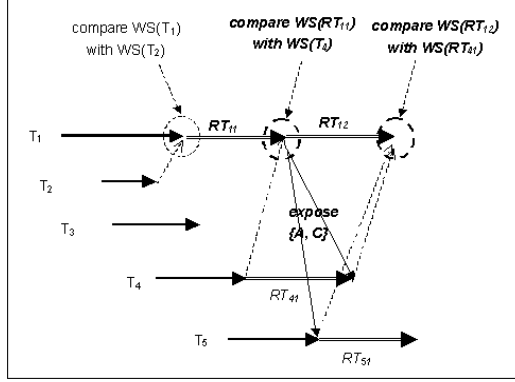 compare WS(T1)
with WS(T2)
compare WS(RT11)
with WS(T4)
compare WS(RT12)
with WS(RT41)
T1
RT11
RT12
T2
T3
expose
{A, C}
T4
RT41
T5
RT51